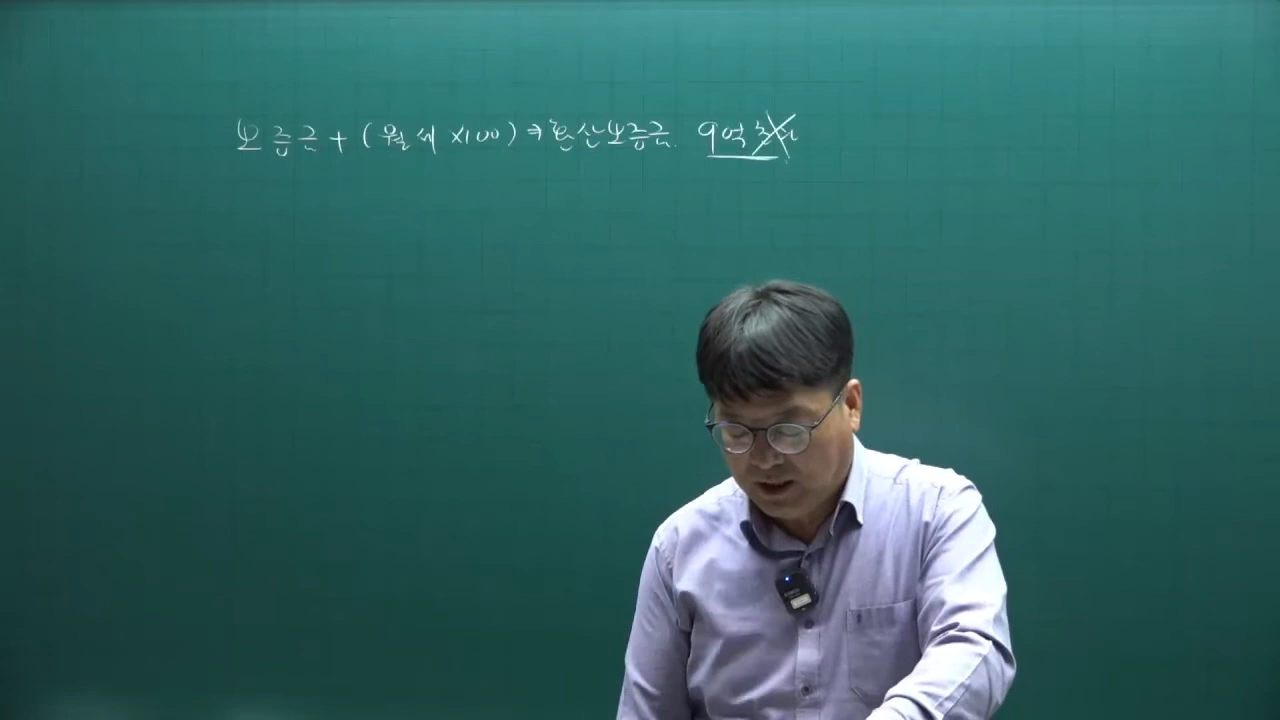 보증금 + (월세 ×100) ⇒ 환산보증금. 9억 초과